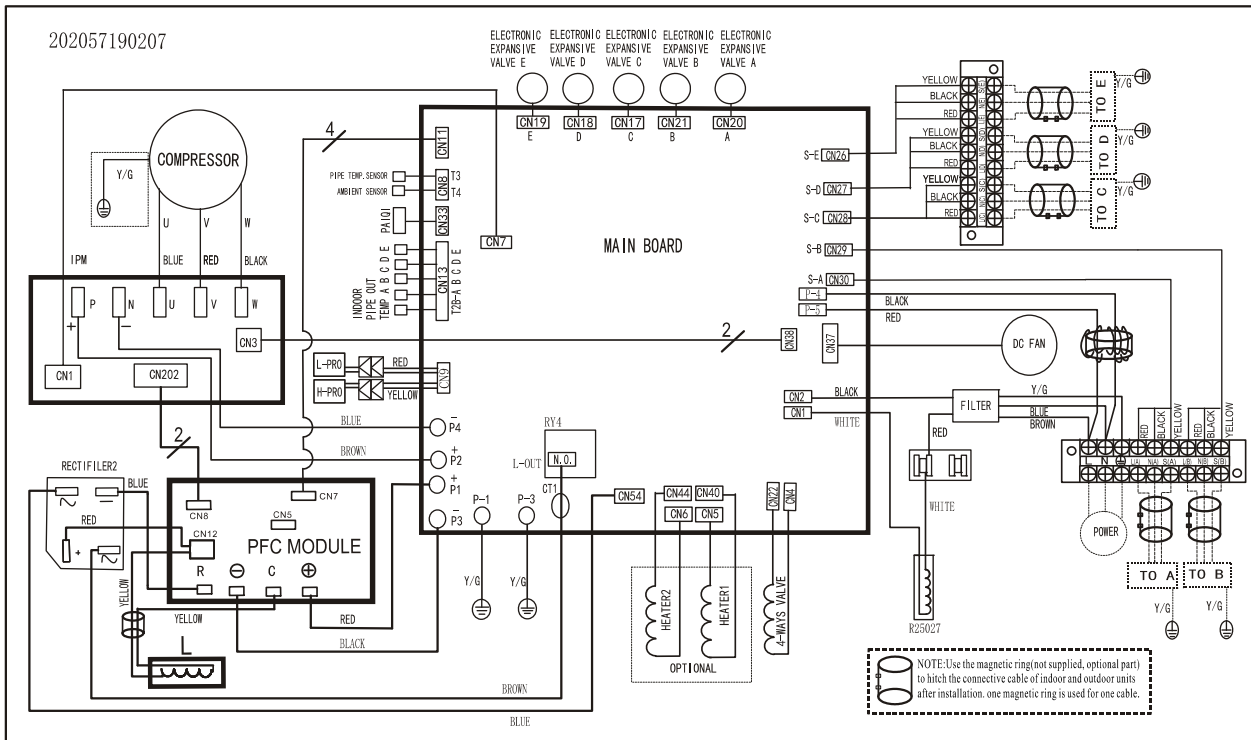 202057190207
ELECTRONIC EXPANSIVE VALVE E
ELECTRONIC EXPANSIVE VALVE D
ELECTRONIC EXPANSIVE VALVE C
ELECTRONIC EXPANSIVE VALVE B
ELECTRONIC EXPANSIVE VALVE A
CN19
CN18
CN17
CN21
CN20
E
D
C
B
A
COMPRESSOR
Y/G
U
V
W
IPM
BLUE
RED
BLACK
P
N
U
V
W
+
−
CN3
CN1
CN202
4
CN11
PIPE TEMP.SENSOR
AMBIENT SENSOR
CN8
T3
T4
PAIQI
CN33
CN7
INDOOR
PIPE OUT
TEMP A B C D E
CN13
T2B-A B C D E
L-PRO
H-PRO
RED
YELLOW
CN9
MAIN BOARD
2
CN38
CN37
DC FAN
S-E
CN26
S-D
CN27
S-C
CN28
S-B
CN29
S-A
CN30
P-4
P-5
BLACK
RED
YELLOW
BLACK
RED
YELLOW
BLACK
RED
YELLOW
BLACK
RED
S(E)
N(E)
L(E)
S(D)
N(D)
L(D)
S(C)
N(C)
L(C)
TO E
TO D
TO C
Y/G
Y/G
Y/G
CN2
CN1
BLACK
WHITE
FILTER
Y/G
BLUE
BROWN
RED
WHITE
R25027
RED
BLACK
YELLOW
RED
BLACK
YELLOW
L
N
L(A)
N(A)
S(A)
L(B)
N(B)
S(B)
POWER
TO A
TO B
Y/G
Y/G
BLUE
BROWN
−
P4
+
P2
+
P1
−
P3
P-1
P-3
Y/G
Y/G
RY4
L-OUT
N.O.
CT1
CN54
CN44
CN40
CN6
CN5
CN22
CN4
HEATER2
HEATER1
OPTIONAL
4-WAYS VALVE
2
RECTIFILER2
BLUE
RED
+
CN8
CN7
CN5
CN12
PFC MODULE
R
C
YELLOW
YELLOW
L
RED
BLACK
BROWN
BLUE
NOTE:Use the magnetic ring(not supplied, optional part)
to hitch the connective cable of indoor and outdoor units
after installation. one magnetic ring is used for one cable.